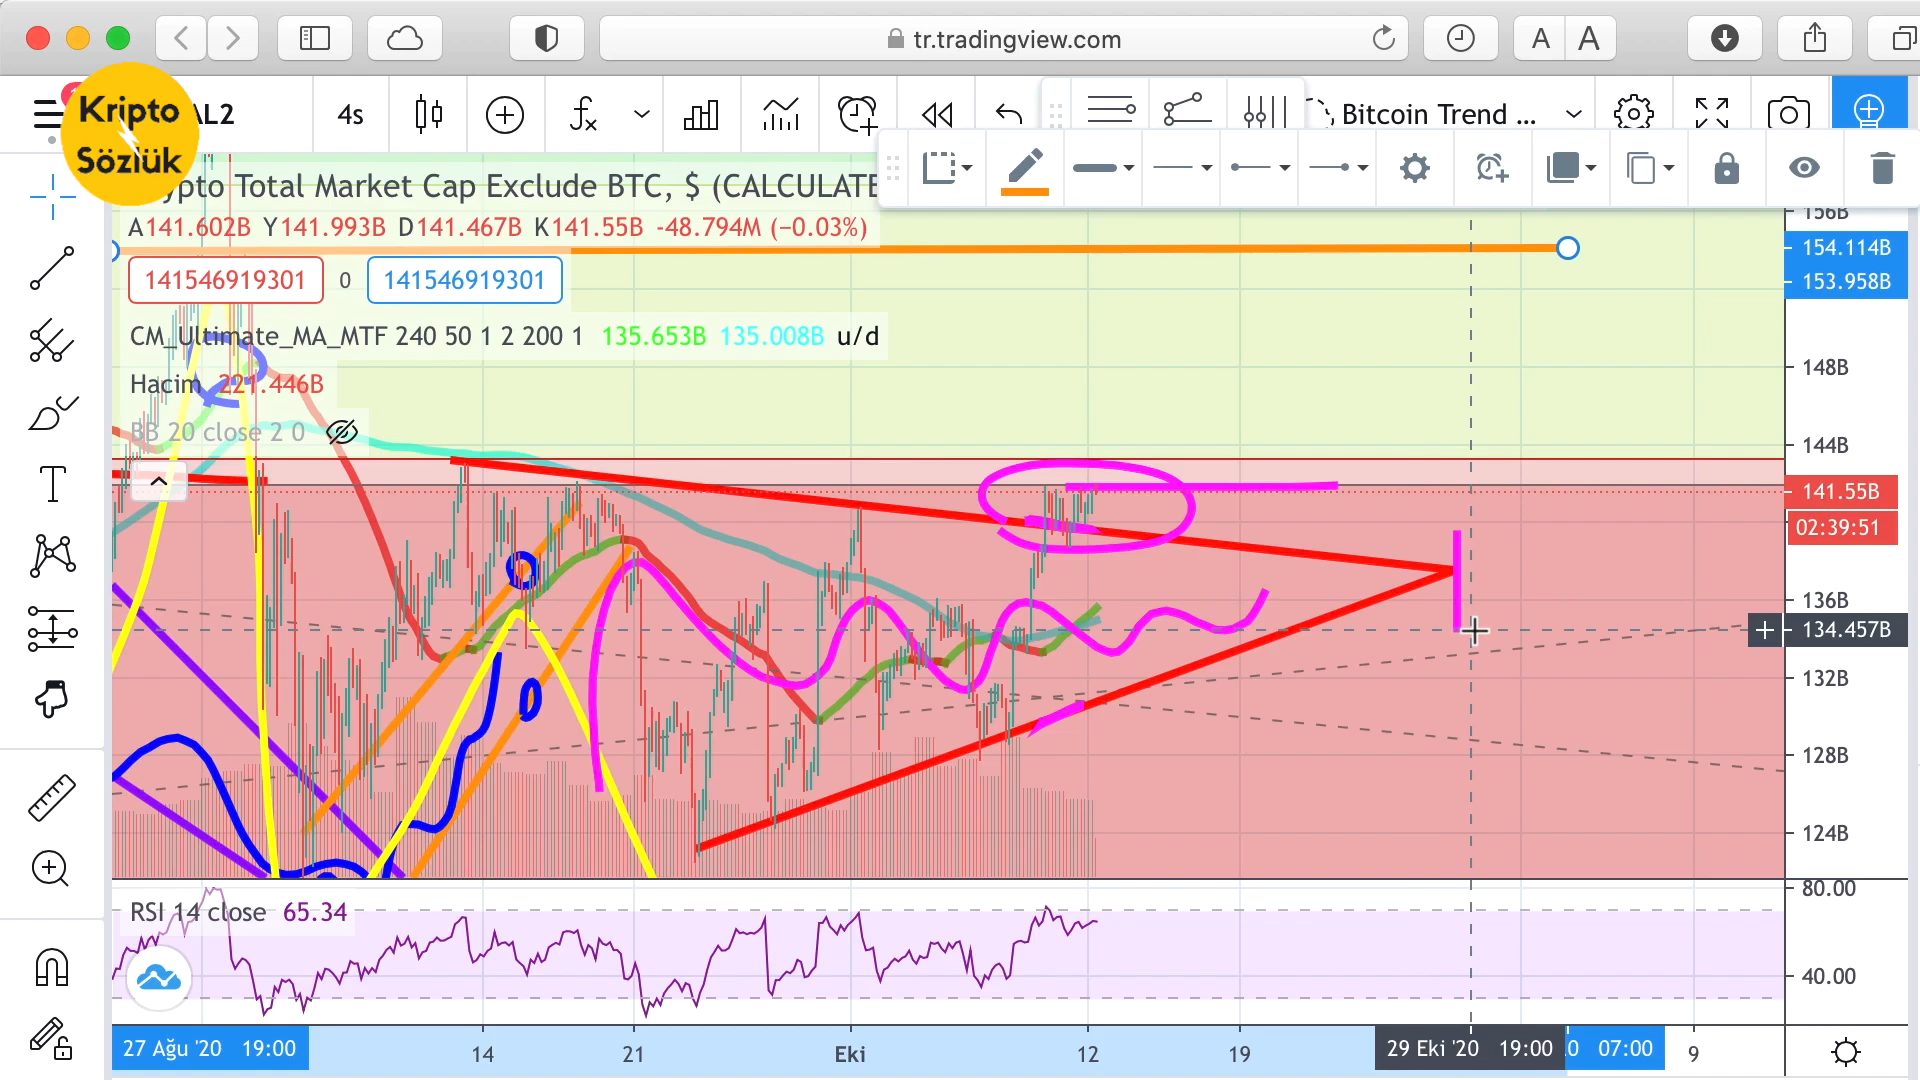 tr.tradingview.com
A A
Kripto
Sözlük
AL2
4s
Bitcoin Trend ...
ypto Total Market Cap Exclude BTC, $ (CALCULATE
A141.602B Y141.993B D141.467B K141.55B -48.794M (−0.03%)
141546919301 0 141546919301
CM_Ultimate_MA_MTF 240 50 1 2 200 1 135.653B 135.008B u/d
Hacim 221.446B
BB 20 close 2 0
156B
154.114B
153.958B
148B
144B
141.55B
02:39:51
136B
134.457B
132B
128B
124B
RSI 14 close 65.34
80.00
40.00
27 Ağu '20 19:00
14
21
Eki
12
19
29 Eki '20 19:00
0 07:00
9